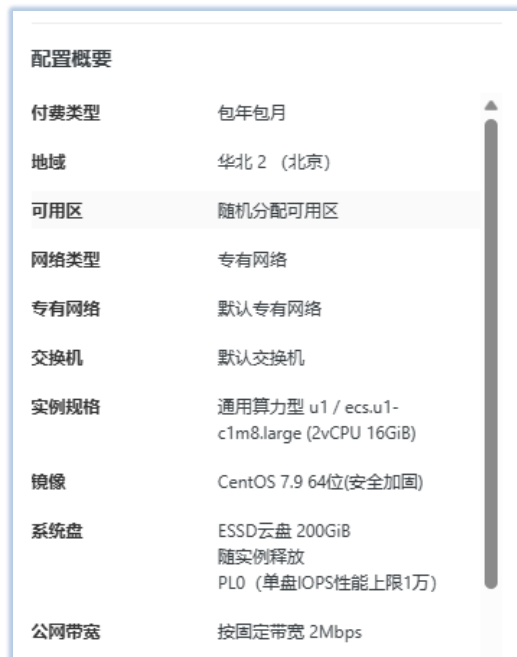 配置概要
付费类型 包年包月
地域 华北 2 （北京）
可用区 随机分配可用区
网络类型 专有网络
专有网络 默认专有网络
交换机 默认交换机
实例规格 通用算力型 u1 / ecs.u1-
c1m8.large (2vCPU 16GiB)
镜像 CentOS 7.9 64位(安全加固)
系统盘 ESSD云盘 200GiB
随实例释放
PL0（单盘IOPS性能上限1万）
公网带宽 按固定带宽 2Mbps